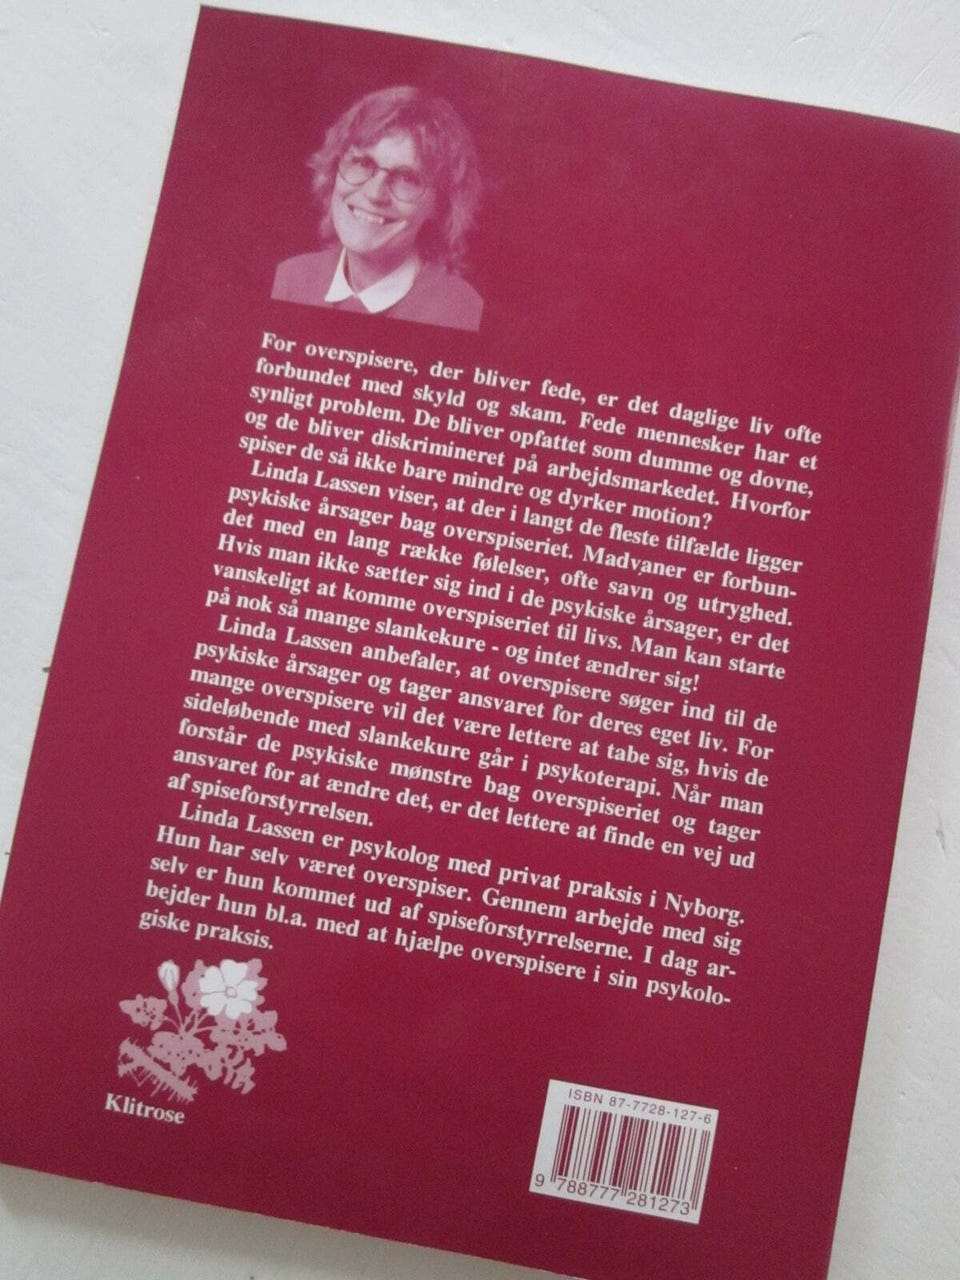 For overspisere, der bliver fede, er det daglige liv ofte
forbundet med skyld og skam. Fede mennesker har et
synligt problem. De bliver opfattet som dumme og dovne,
og de bliver diskrimineret på arbejdsmarkedet. Hvorfor
spiser de så ikke bare mindre og dyrker motion?
Linda Lassen viser, at der i langt de fleste tilfælde ligger
psykiske årsager bag overspiseriet. Madvaner er forbun-
det med en lang række følelser, ofte savn og utryghed.
Hvis man ikke sætter sig ind i de psykiske årsager, er det
vanskeligt at komme overspiseriet til livs. Man kan starte
på nok så mange slankekure - og intet ændrer sig!
Linda Lassen anbefaler, at overspisere søger ind til de
psykiske årsager og tager ansvaret for deres eget liv. For
mange overspisere vil det være lettere at tabe sig, hvis de
sideløbende med slankekure går i psykoterapi. Når man
forstår de psykiske mønstre bag overspiseriet og tager
ansvaret for at ændre det, er det lettere at finde en vej ud
af spiseforstyrrelsen.
Linda Lassen er psykolog med privat praksis i Nyborg.
Hun har selv været overspiser. Gennem arbejde med sig
selv er hun kommet ud af spiseforstyrrelserne. I dag ar-
bejder hun bl.a. med at hjælpe overspisere i sin psykolo-
giske praksis.
Klitrose
ISBN 87-7728-127-6
9 788777 281273